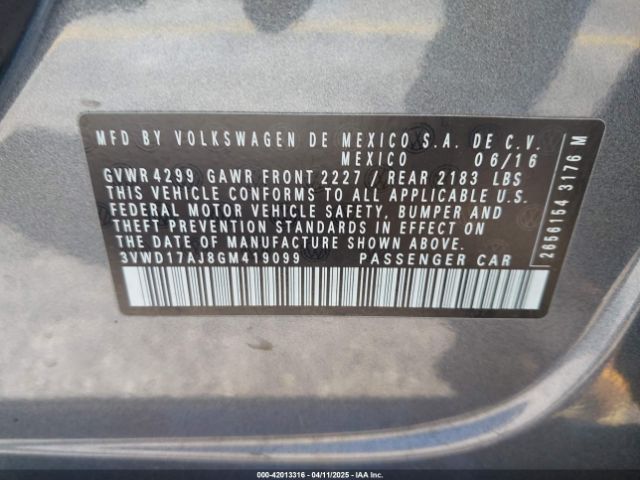 MFD BY VOLKSWAGEN DE MEXICO S.A. DE C.V.
MEXICO 06/16
GVWR 4299 GAWR FRONT 2227 / REAR 2183 LBS
THIS VEHICLE CONFORMS TO ALL APPLICABLE U.S.
FEDERAL MOTOR VEHICLE SAFETY, BUMPER AND
THEFT PREVENTION STANDARDS IN EFFECT ON
THE DATE OF MANUFACTURE SHOWN ABOVE.
3VWD17AJ8GM419099 PASSENGER CAR
2656154 3176 M
000-42013316 - 04/11/2025 - IAA Inc.